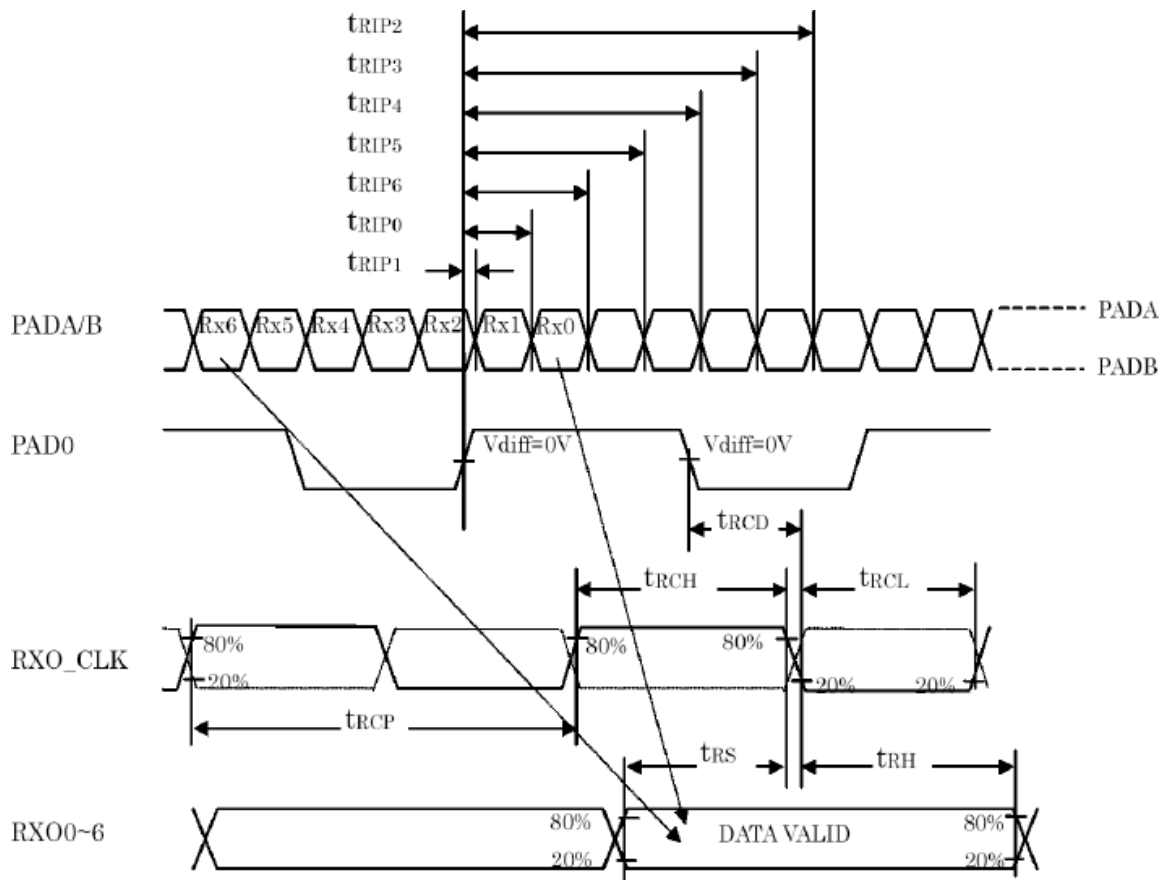 tRIP2
tRIP3
tRIP4
tRIP5
tRIP6
tRIP0
tRIP1
PADA/B Rx6 Rx5 Rx4 Rx3 Rx2 Rx1 Rx0 PADA
PADB
PAD0 Vdiff=0V Vdiff=0V
tRCD
tRCH tRCL
RXO_CLK 80% 80% 80%
20% 20% 20%
tRCP
tRS tRH
RXO0~6 80% DATA VALID 80%
20% 20%